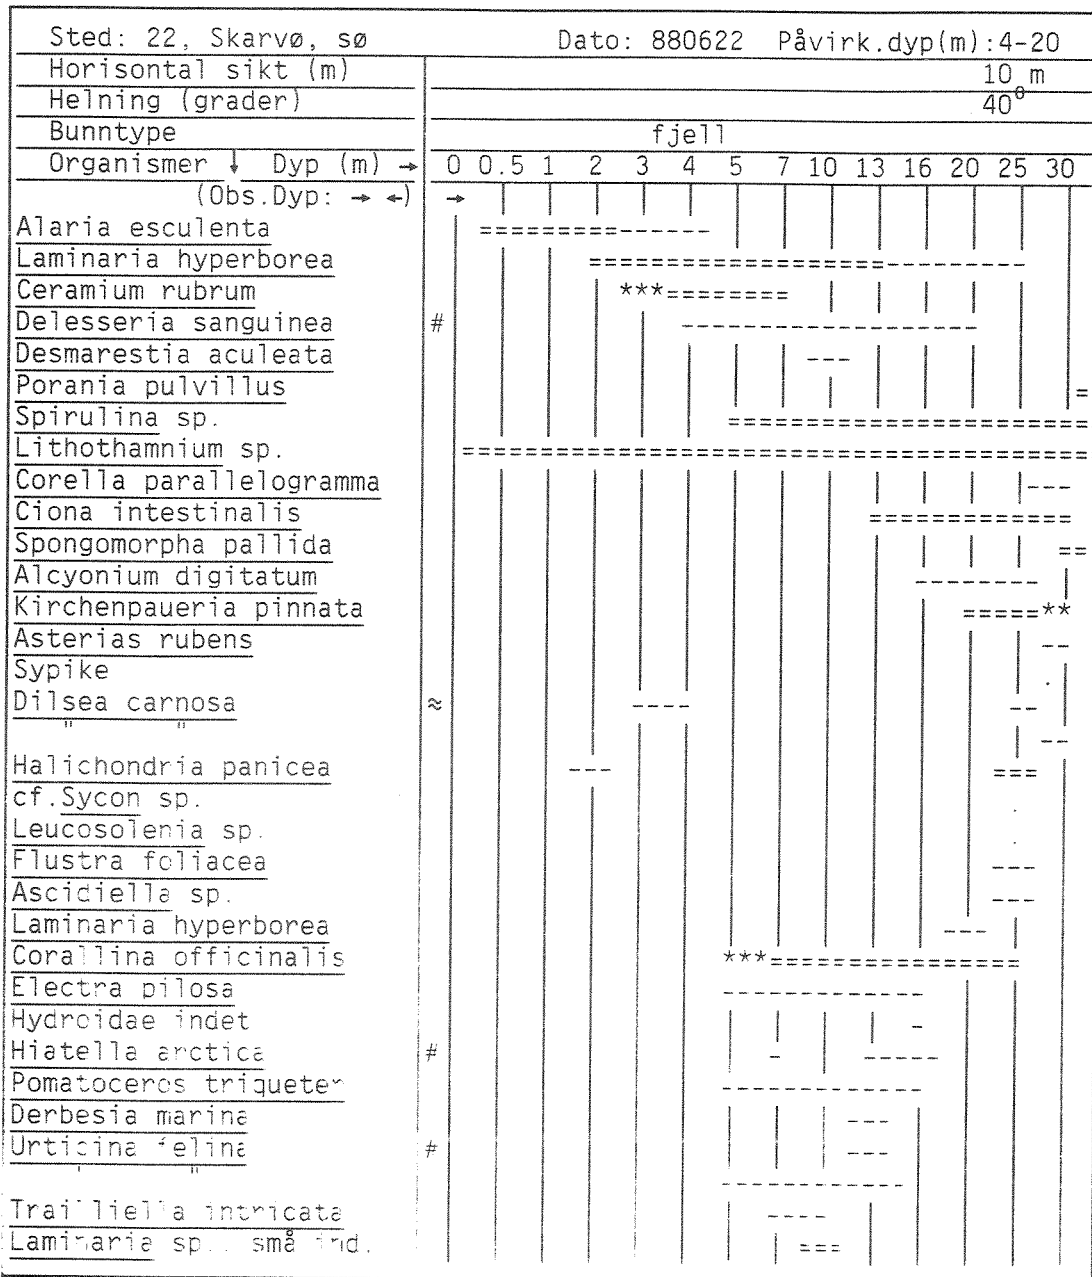 Sted: 22, Skarvø, sø Dato: 880622 Påvirk.dyp(m):4-20
Horisontal sikt (m) 10 m
Helning (grader) 40⁰
Bunntype fjell
Organismer ↓ Dyp (m) → 0 0.5 1 2 3 4 5 7 10 13 16 20 25 30
(Obs.Dyp: → ←) →
Alaria esculenta =========-------
Laminaria hyperborea ===================---------
Ceramium rubrum ***========
Delesseria sanguinea # --------------------
Desmarestia aculeata ---
Porania pulvillus =
Spirulina sp. ========================
Lithothamnium sp. ================================================
Corella parallelogramma ---
Ciona intestinalis =============
Spongomorpha pallida ==
Alcyonium digitatum --------
Kirchenpaueria pinnata =====**
Asterias rubens --
Sypike .
Dilsea carnosa ≈ ---- --
" " --
Halichondria panicea --- ===
cf.Sycon sp. .
Leucosolenia sp. .
Flustra foliacea ---
Ascidiella sp. ---
Laminaria hyperborea ---
Corallina officinalis ***================
Electra pilosa -------------
Hydroidae indet -
Hiatella arctica # - -----
Pomatoceros triqueter -------------
Derbesia marina ---
Urticina felina # ---
" " -------------
Trailliella intricata ----
Laminaria sp.. små ind. ===